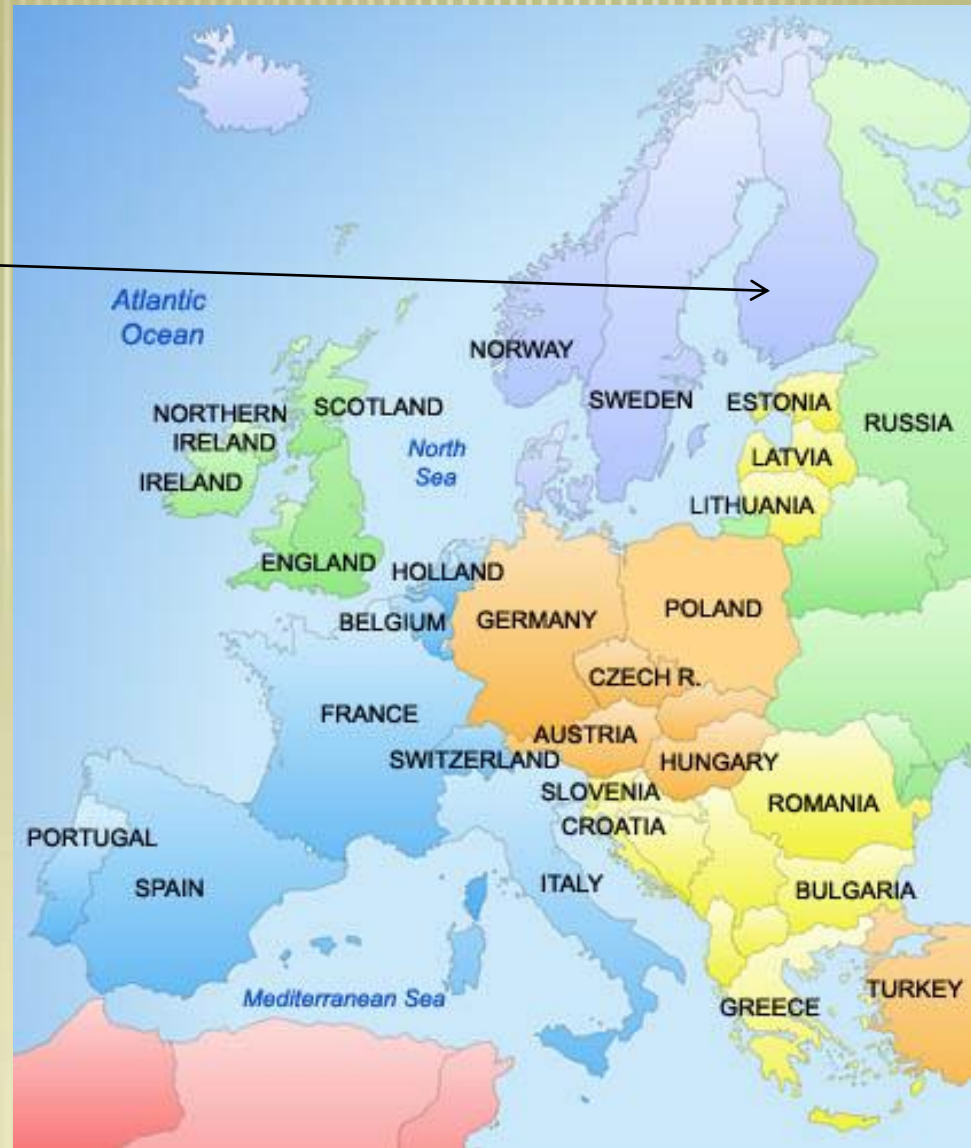 Atlantic
Ocean
NORWAY
SWEDEN
ESTONIA
RUSSIA
NORTHERN
IRELAND
SCOTLAND
North
Sea
LATVIA
IRELAND
LITHUANIA
ENGLAND
HOLLAND
BELGIUM
GERMANY
POLAND
CZECH R.
FRANCE
AUSTRIA
SWITZERLAND
HUNGARY
SLOVENIA
ROMANIA
CROATIA
PORTUGAL
SPAIN
ITALY
BULGARIA
Mediterranean Sea
GREECE
TURKEY